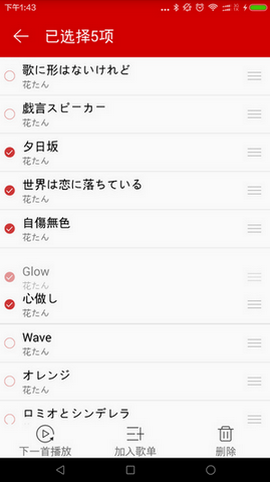 下午1:43
已选择5项
歌に形はないけれど
花たん
戯言スピーカー
花たん
夕日坂
花たん
世界は恋に落ちている
花たん
自傷無色
花たん
Glow
花たん
心做し
花たん
Wave
花たん
オレンジ
花たん
ロミオとシンデレラ
下一首播放
加入歌单
删除